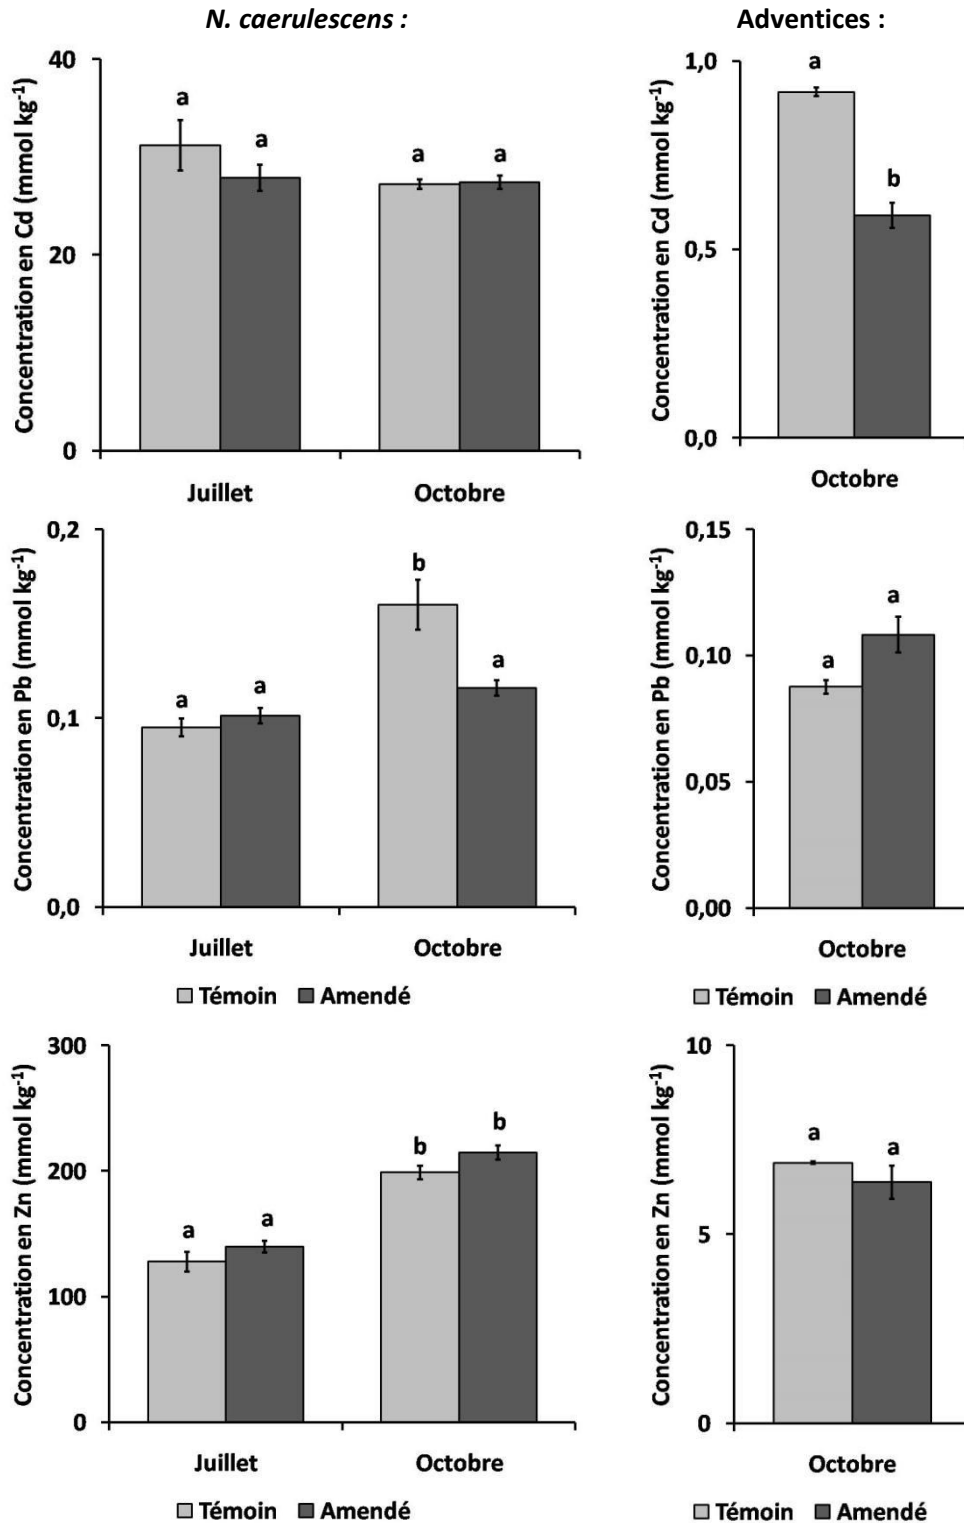 N. caerulescens :
Adventices :
Concentration en Cd (mmol kg⁻¹)
40
20
0
a
a
a
a
Juillet
Octobre
Concentration en Cd (mmol kg⁻¹)
1,0
0,5
0,0
a
b
Octobre
Concentration en Pb (mmol kg⁻¹)
0,2
0,1
0,0
a
a
b
a
Juillet
Octobre
Témoin Amendé
Concentration en Pb (mmol kg⁻¹)
0,15
0,10
0,05
0,00
a
a
Octobre
Témoin Amendé
Concentration en Zn (mmol kg⁻¹)
300
200
100
0
a
a
b
b
Juillet
Octobre
Témoin Amendé
Concentration en Zn (mmol kg⁻¹)
10
5
0
a
a
Octobre
Témoin Amendé